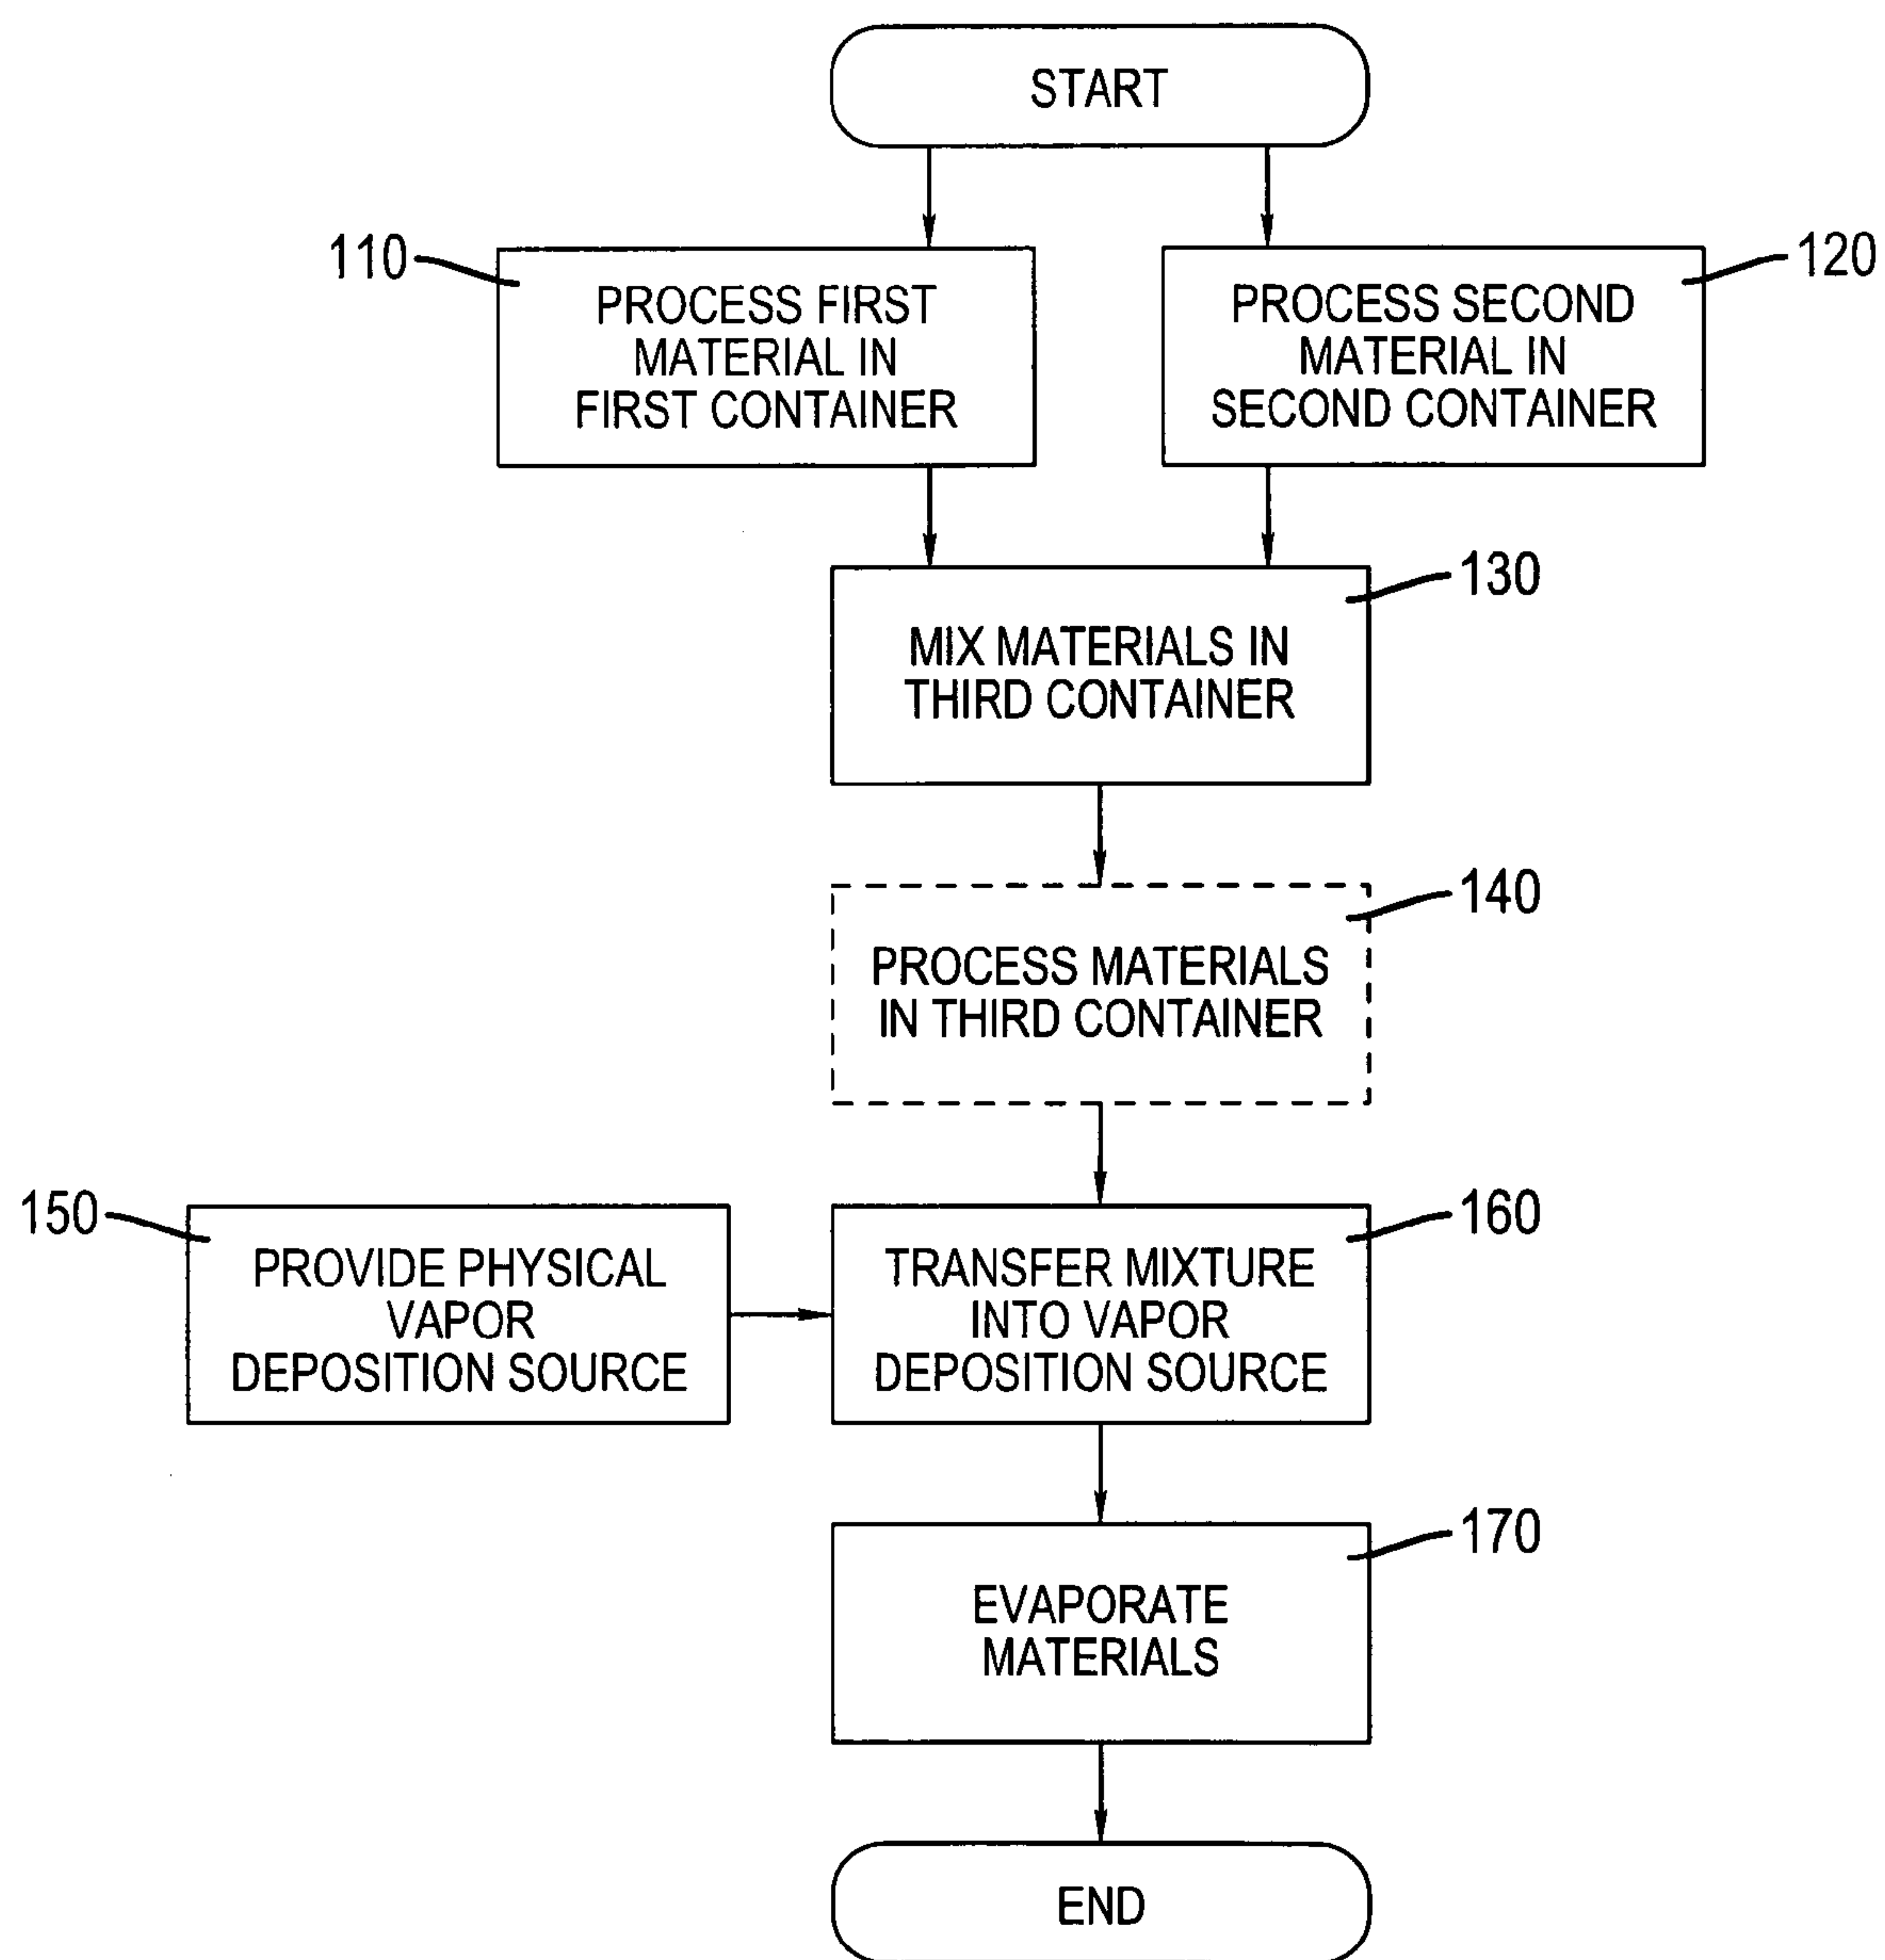 START
110
PROCESS FIRST
MATERIAL IN
FIRST CONTAINER
120
PROCESS SECOND
MATERIAL IN
SECOND CONTAINER
130
MIX MATERIALS IN
THIRD CONTAINER
140
PROCESS MATERIALS
IN THIRD CONTAINER
150
PROVIDE PHYSICAL
VAPOR
DEPOSITION SOURCE
160
TRANSFER MIXTURE
INTO VAPOR
DEPOSITION SOURCE
170
EVAPORATE
MATERIALS
END